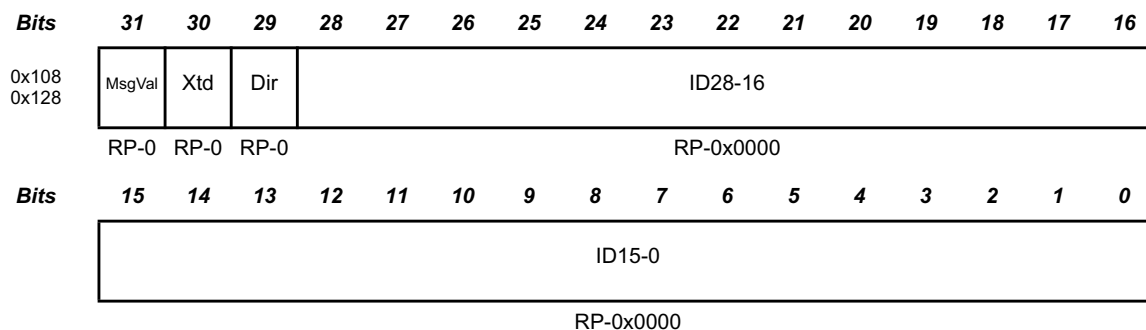 Bits 31 30 29 28 27 26 25 24 23 22 21 20 19 18 17 16
0x108
0x128
MsgVal Xtd Dir ID28-16
RP-0 RP-0 RP-0 RP-0x0000
Bits 15 14 13 12 11 10 9 8 7 6 5 4 3 2 1 0
ID15-0
RP-0x0000